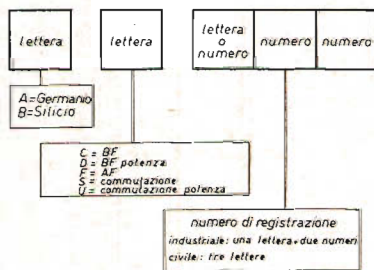 lettera
lettera
lettera
o
numero
numero
numero
A=Germanio
B=Silicio
C = BF
D = BF potenza
F = AF
S = commutazione
U = commutazione potenza
numero di registrazione
industriale: una lettera+due numeri
civile: tre lettere